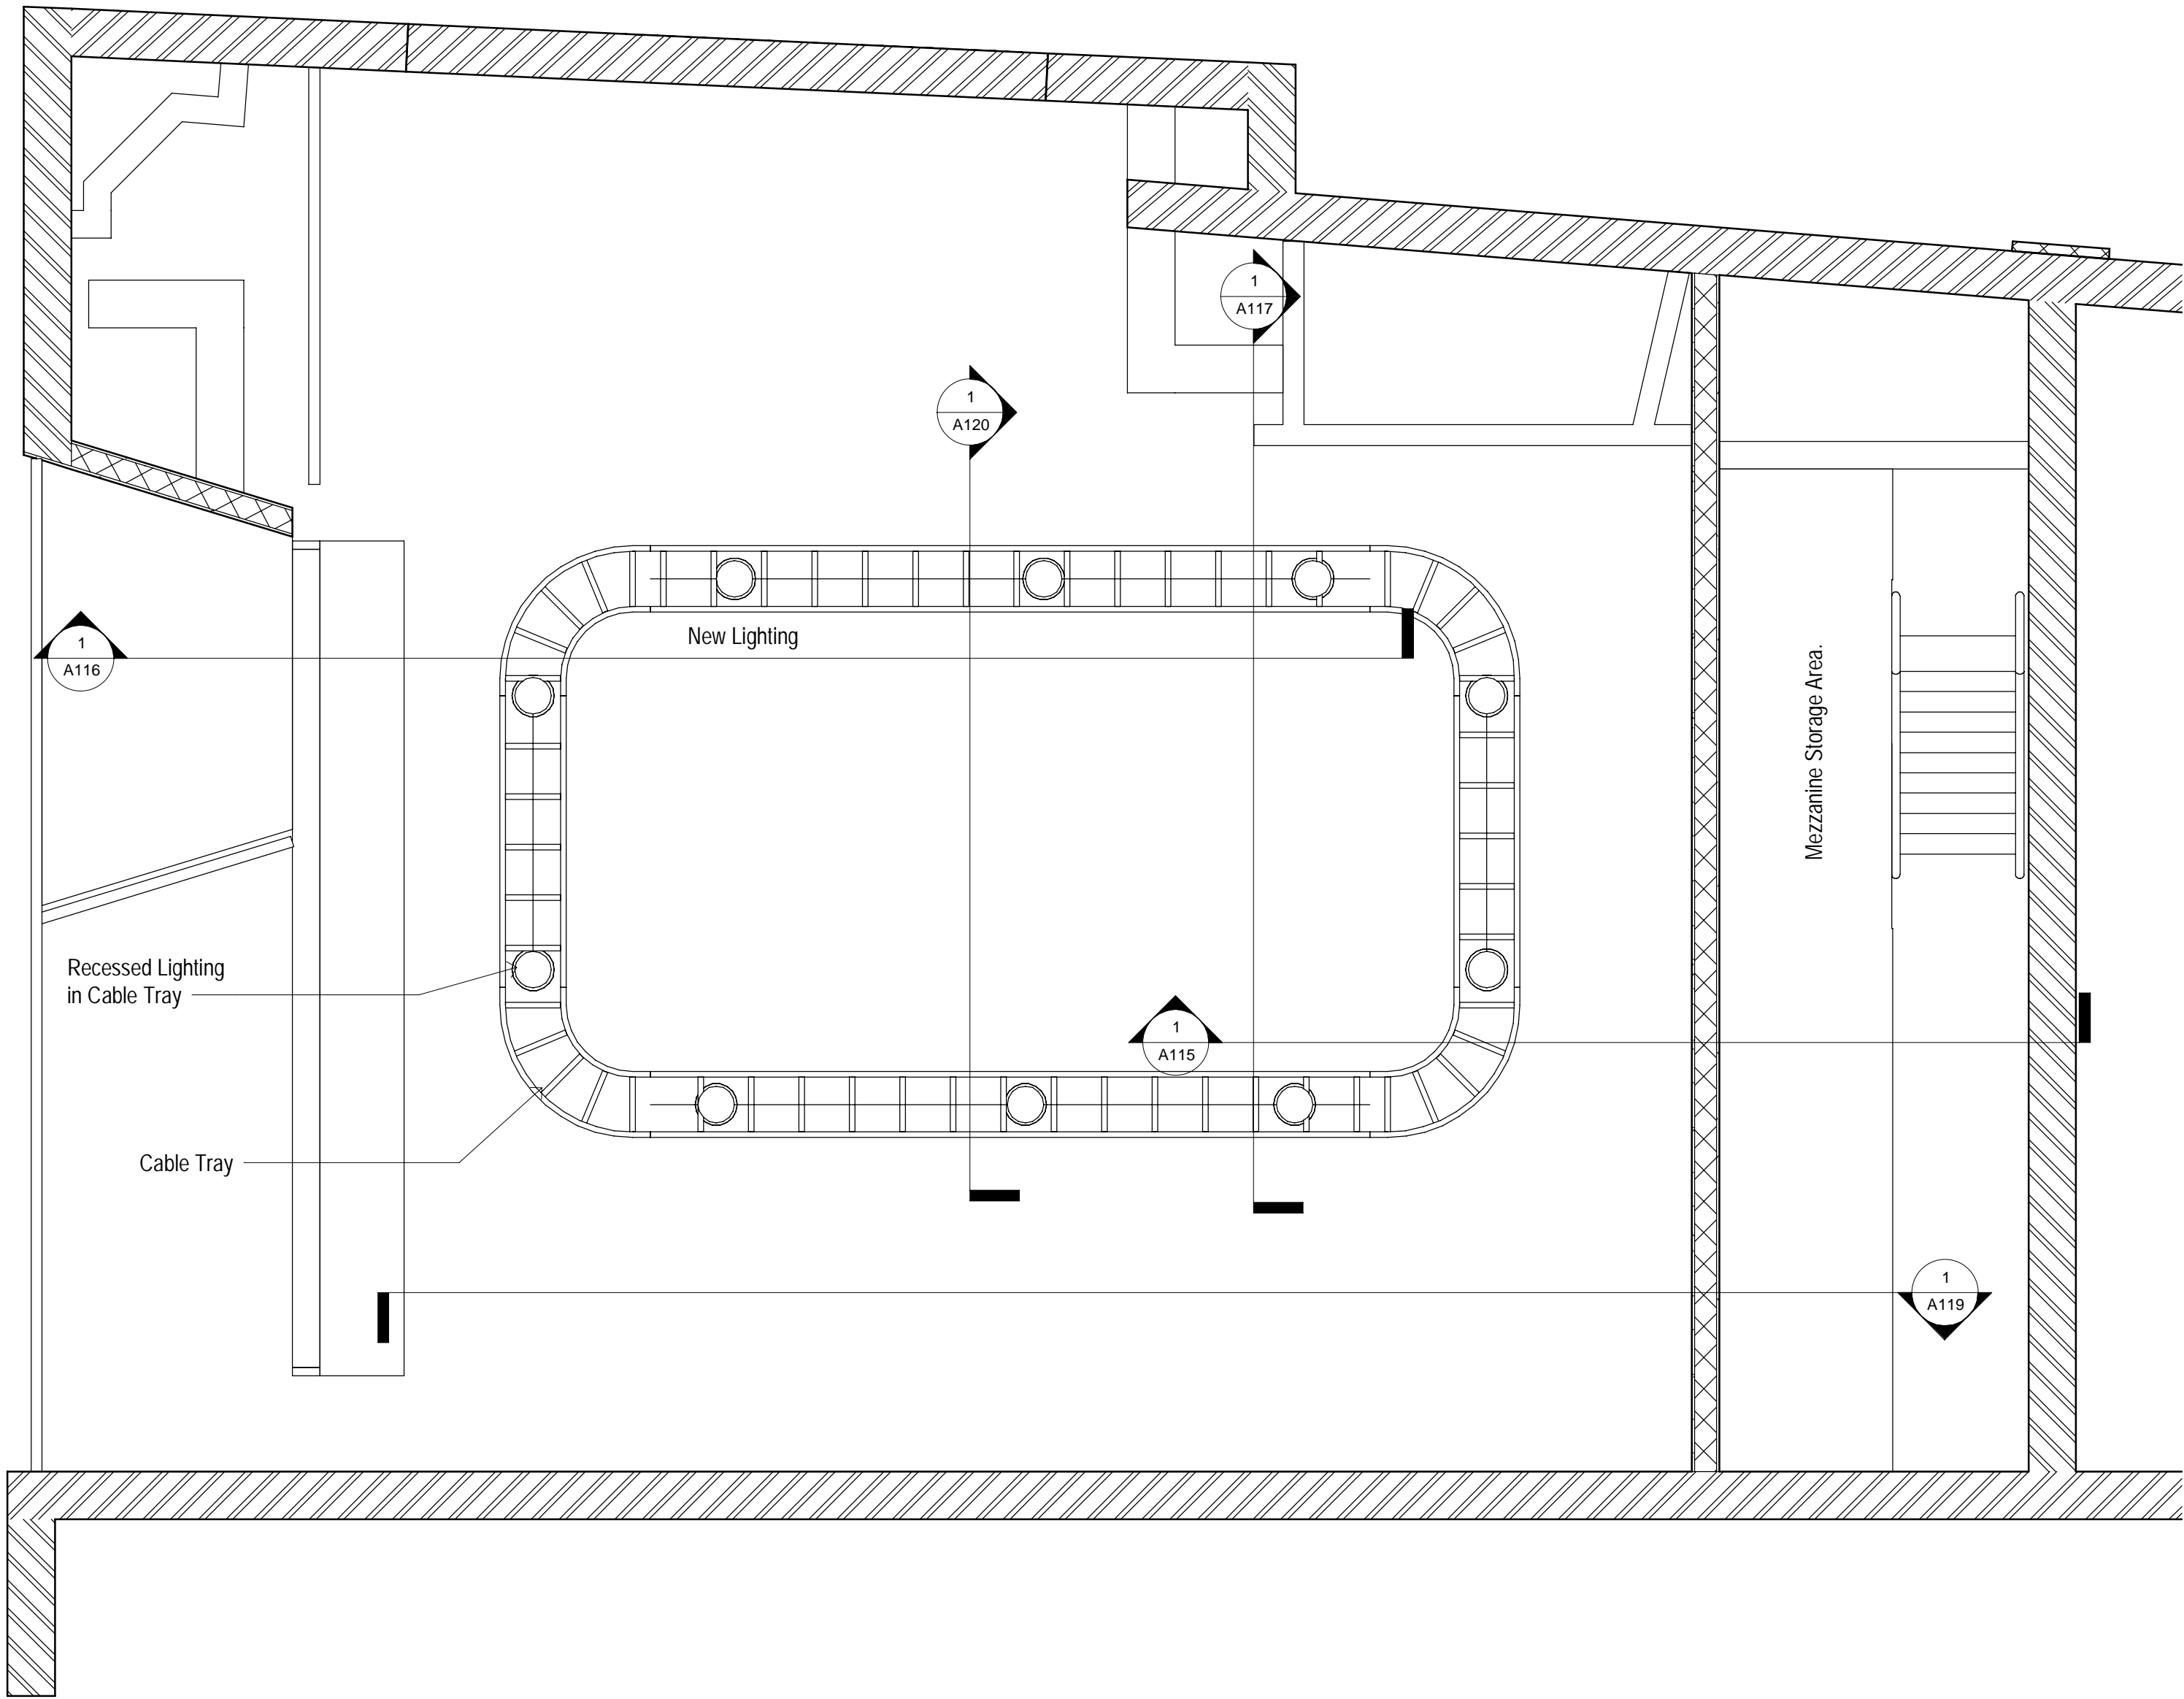 1
A117
1
A120
New Lighting
1
A116
Mezzanine Storage Area.
Recessed Lighting
in Cable Tray
1
A115
Cable Tray
1
A119